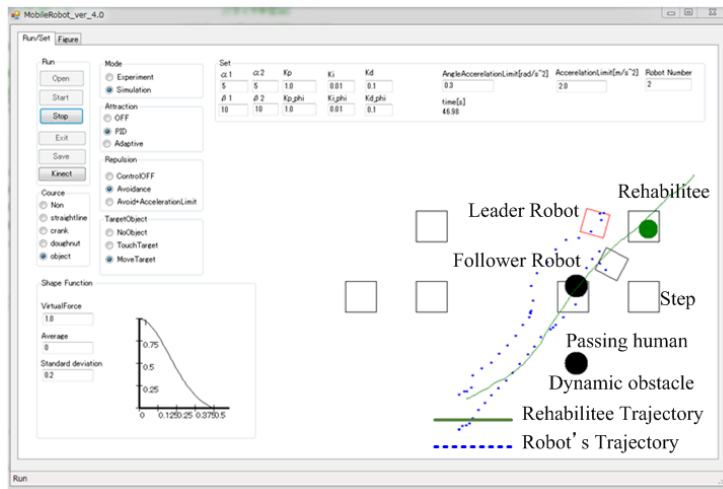 MobileRobot_ver_4.0
Run/Set Figure
Run
Open
Start
Stop
Exit
Save
Kinect
Cource
Non
straightline
crank
doughnut
object
Mode
Experiment
Simulation
Attraction
OFF
PID
Adaptive
Repulsion
ControlOFF
Avoidance
Avoid+AccelerationLimit
TargetObject
NoObject
TouchTarget
MoveTarget
Set
α1 α2 Kp Ki Kd
5 5 1.0 0.01 0.1
β1 β2 Kp_phi Ki_phi Kd_phi
10 10 1.0 0.01 0.1
AngleAccerelationLimit[rad/s^2] AccerelationLimit[m/s^2] Robot Number
0.3 2.0 2
time[s]
46.98
Shape Function
VirtualForce
1.0
Average
0
Standard deviation
0.2
1
0.75
0.5
0.25
0 0.125 0.25 0.375 0.5
Rehabilitee
Leader Robot
Follower Robot
Step
Passing human
Dynamic obstacle
Rehabilitee Trajectory
Robot's Trajectory
Run